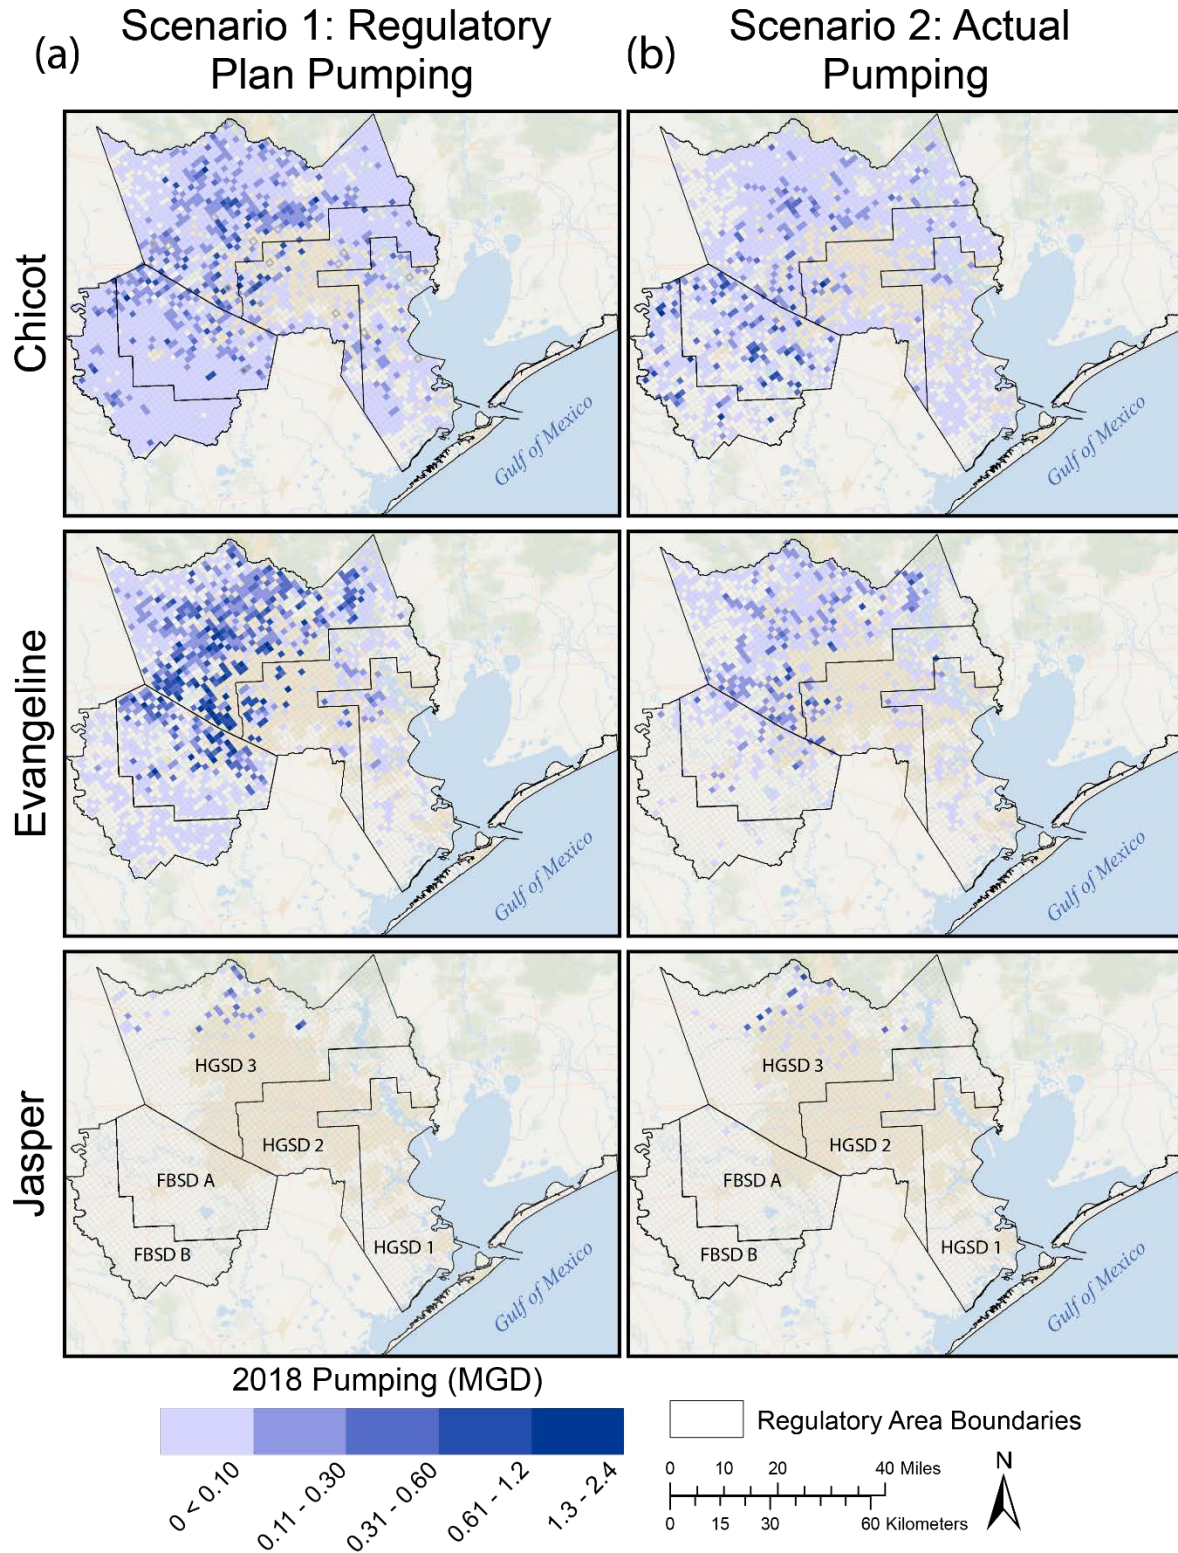 (a)
Scenario 1: Regulatory
Plan Pumping
(b)
Scenario 2: Actual
Pumping
Chicot
Gulf of Mexico
Gulf of Mexico
Evangeline
Gulf of Mexico
Gulf of Mexico
Jasper
HGSD 3
HGSD 2
FBSD A
FBSD B
HGSD 1
Gulf of Mexico
HGSD 3
HGSD 2
FBSD A
FBSD B
HGSD 1
Gulf of Mexico
2018 Pumping (MGD)
0 < 0.10
0.11 - 0.30
0.31 - 0.60
0.61 - 1.2
1.3 - 2.4
Regulatory Area Boundaries
0 10 20 40 Miles
0 15 30 60 Kilometers
N